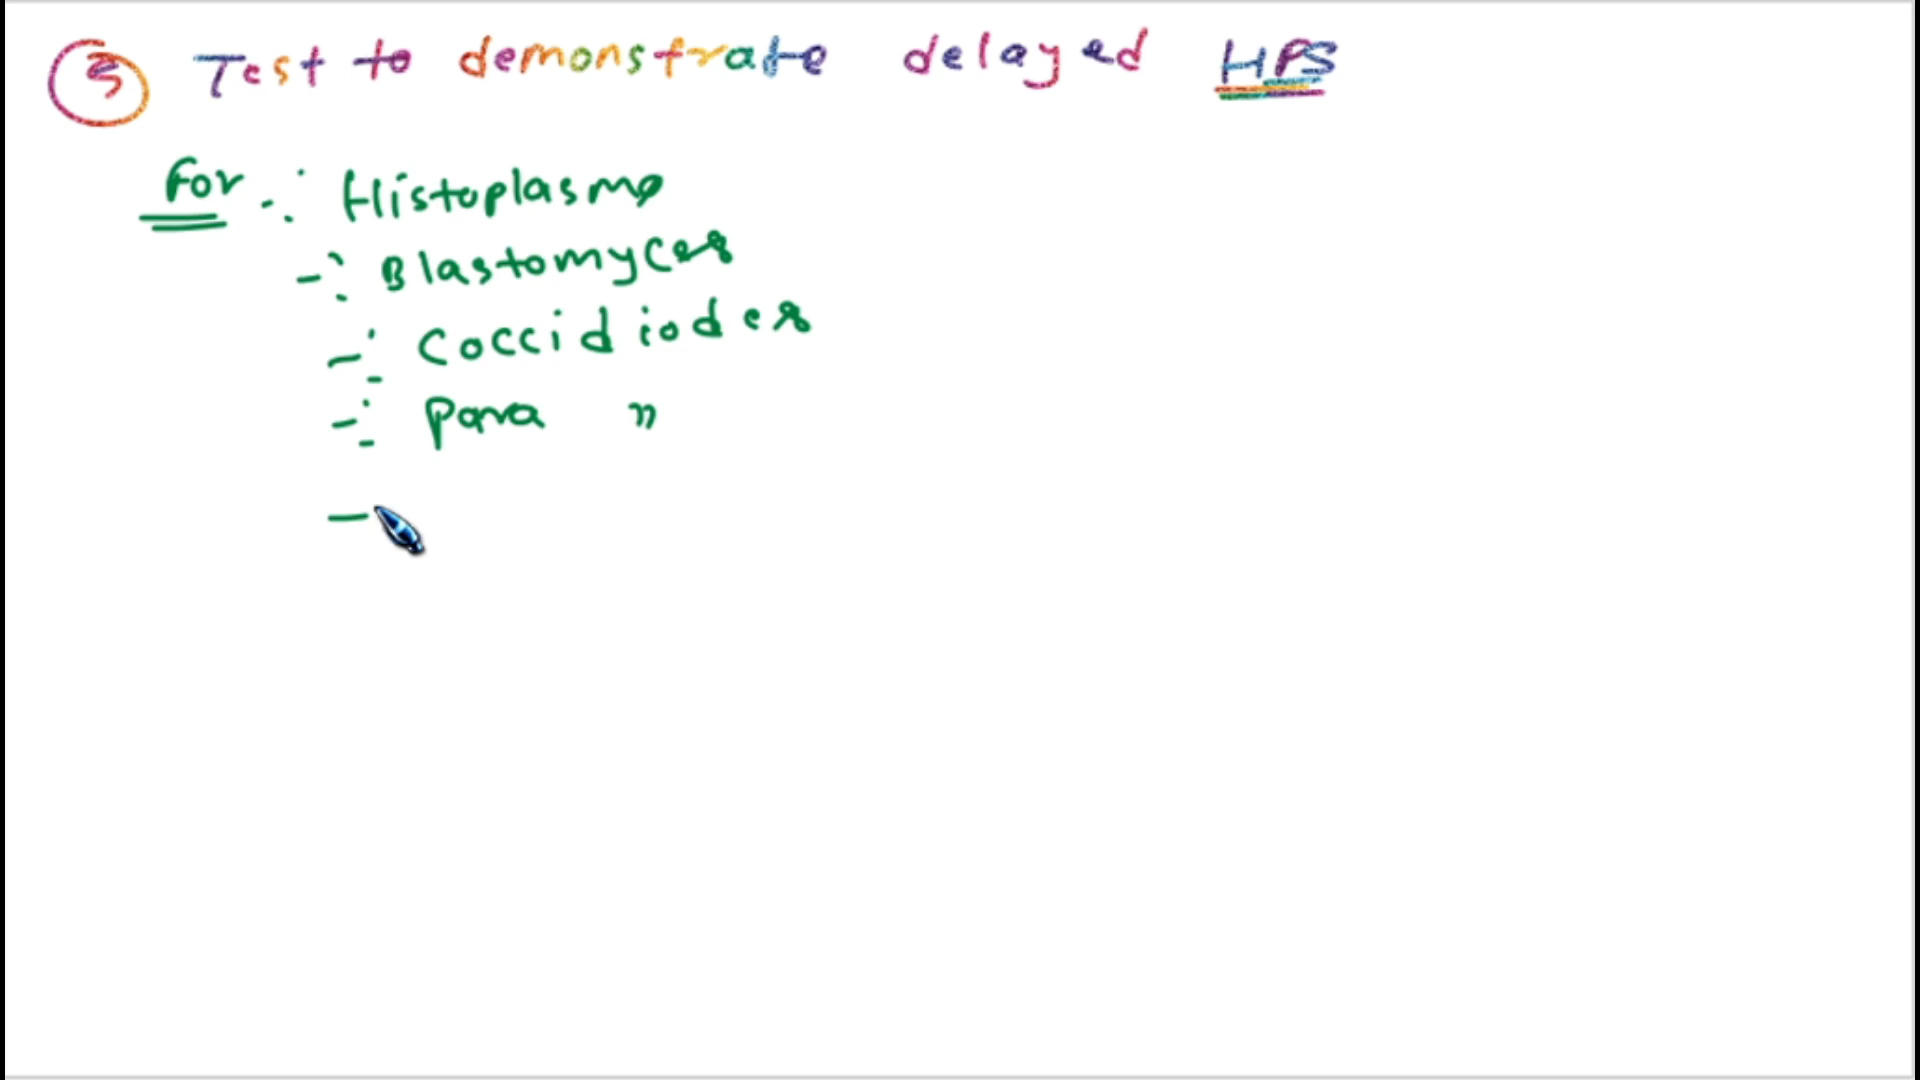 3 Test to demonstrate delayed HPS
For -: Histoplasma
-: Blastomyces
-: Coccidiodes
-: Para "
-